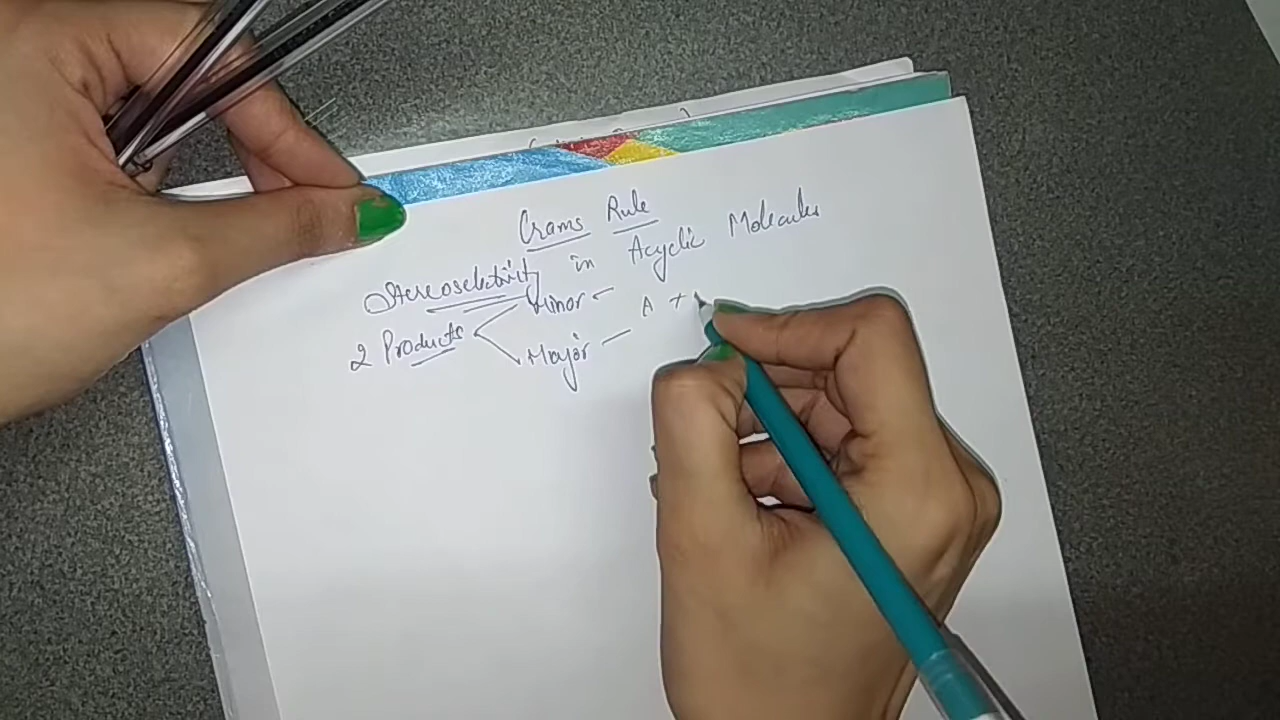 Crams Rule
Stereoselectivity in Acyclic Molecules
2 Products
Minor
Major
A +